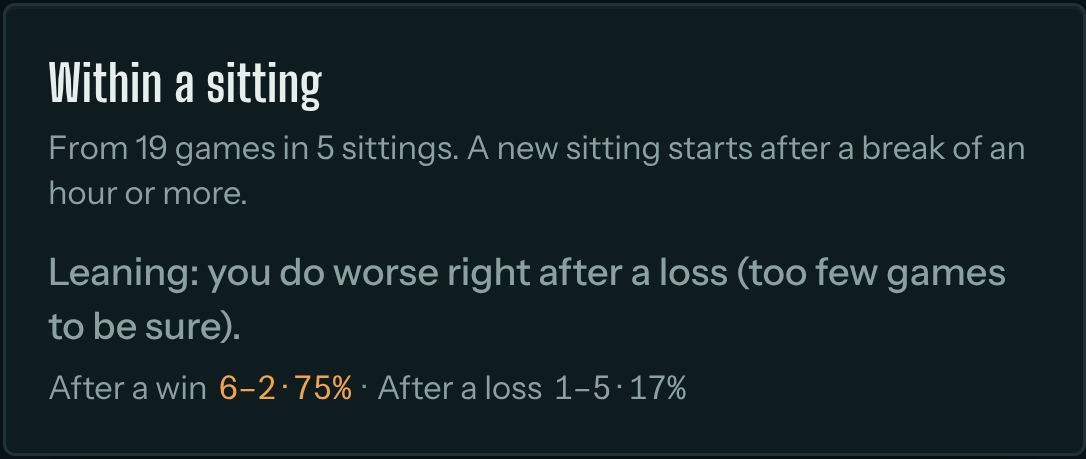 Within a sitting
From 19 games in 5 sittings. A new sitting starts after a break of an
hour or more.
Leaning: you do worse right after a loss (too few games
to be sure).
After a win 6–2 · 75% · After a loss 1–5 · 17%